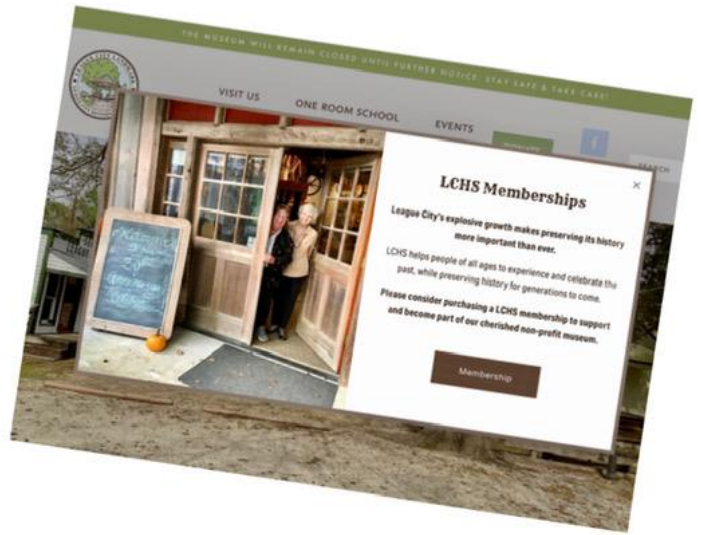 THE MUSEUM WILL REMAIN CLOSED UNTIL FURTHER NOTICE. STAY SAFE & TAKE CARE!
VISIT US
ONE ROOM SCHOOL
EVENTS
DONATE
f
SEARCH
×
LCHS Memberships
League City's explosive growth makes preserving its history
more important than ever.
LCHS helps people of all ages to experience and celebrate the
past, while preserving history for generations to come.
Please consider purchasing a LCHS membership to support
and become part of our cherished non-profit museum.
Membership